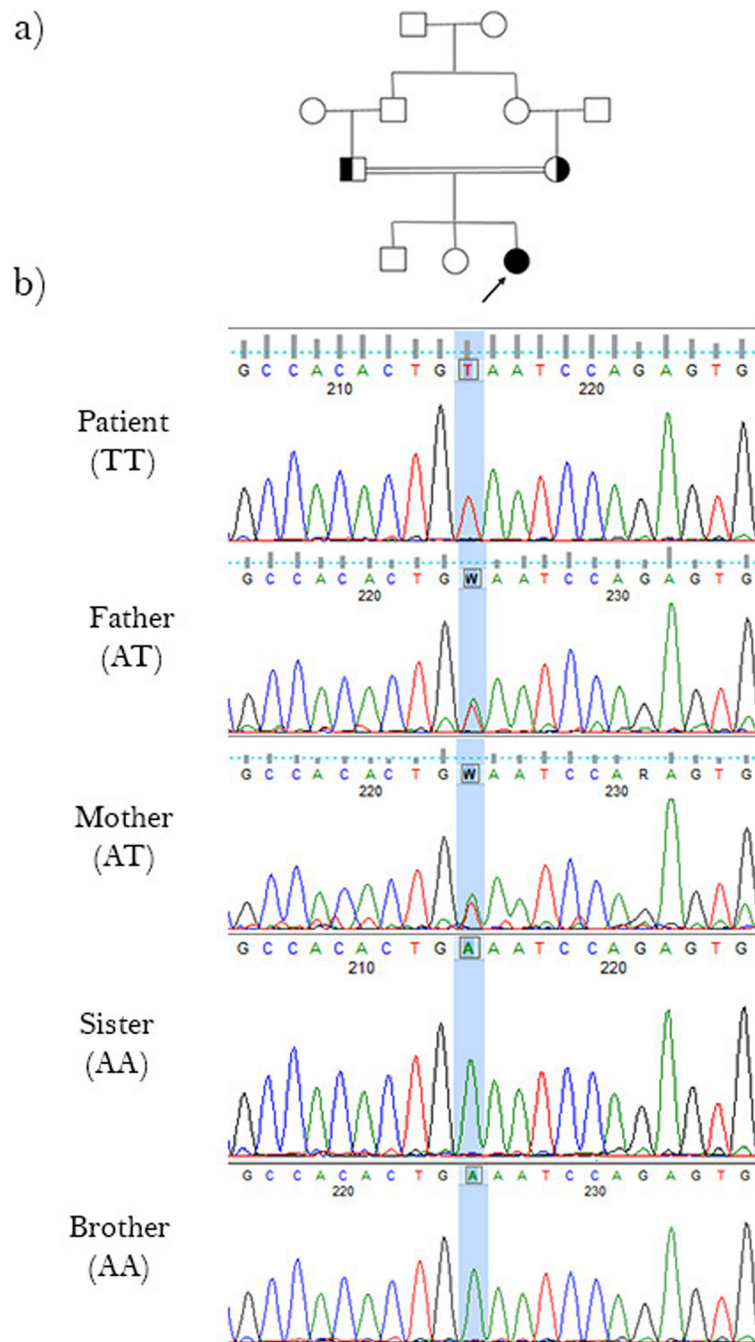 a)
b)
G C C A C A C T G T A A T C C A G A G T G
210 220
Patient
(TT)
G C C A C A C T G W A A T C C A G A G T G
220 230
Father
(AT)
G C C A C A C T G W A A T C C A R A G T G
220 230
Mother
(AT)
G C C A C A C T G A A A T C C A G A G T G
210 220
Sister
(AA)
G C C A C A C T G A A A T C C A G A G T G
220 230
Brother
(AA)